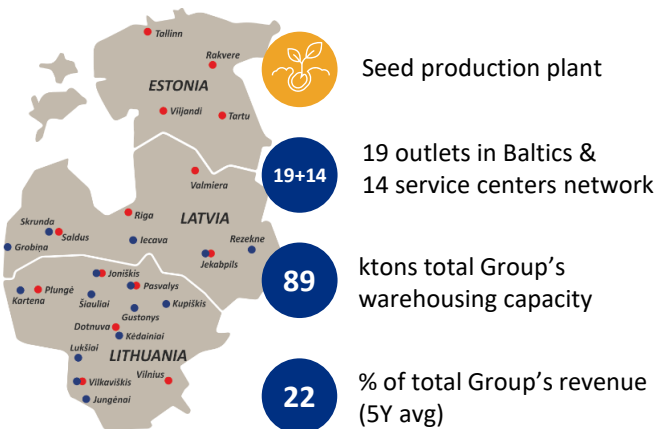 Tallinn
Rakvere
ESTONIA
Viljandi
Tartu
Valmiera
Riga
LATVIA
Skrunda
Saldus
Iecava
Rezekne
Grobiņa
Jekabpils
Joniškis
Plungė
Pasvalys
Kartena
Šiauliai
Kupiškis
Gustonys
Dotnuva
Kėdainiai
Lukšiai
LITHUANIA
Vilkaviškis
Vilnius
Jungėnai
Seed production plant
19+14
19 outlets in Baltics &
14 service centers network
89
ktons total Group's
warehousing capacity
22
% of total Group's revenue
(5Y avg)